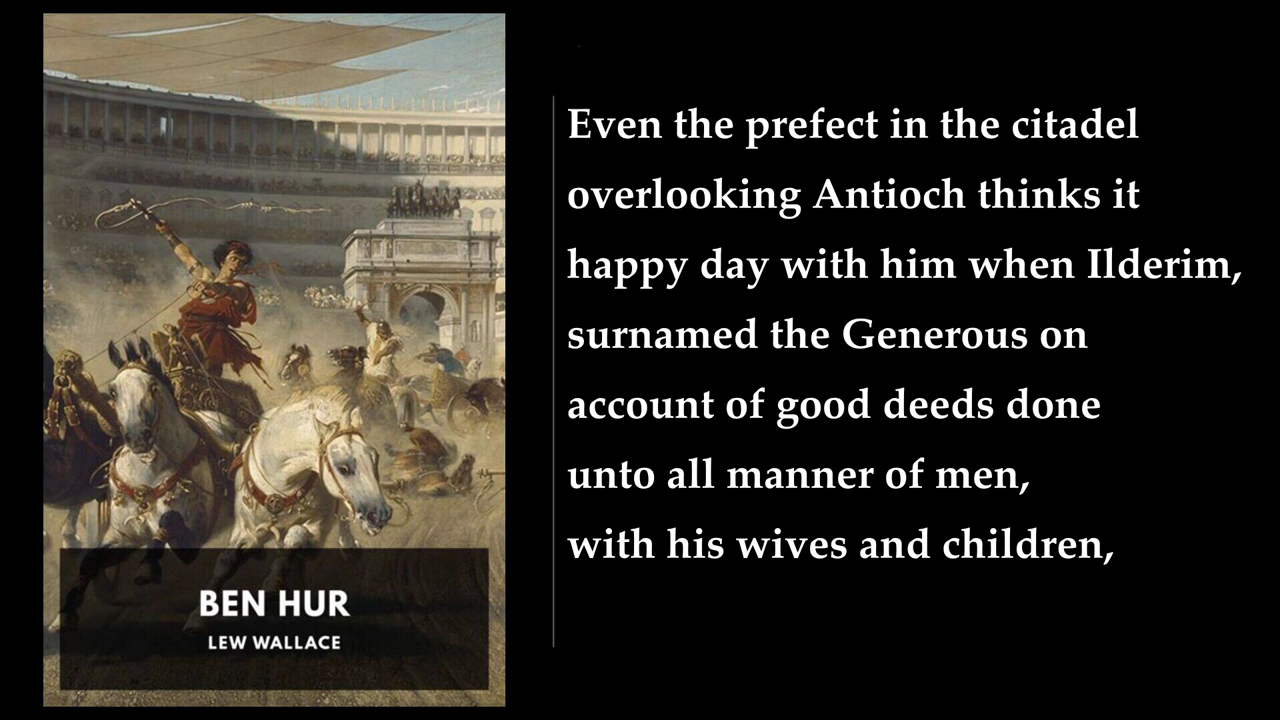 BEN HUR
LEW WALLACE
Even the prefect in the citadel
overlooking Antioch thinks it
happy day with him when Ilderim,
surnamed the Generous on
account of good deeds done
unto all manner of men,
with his wives and children,